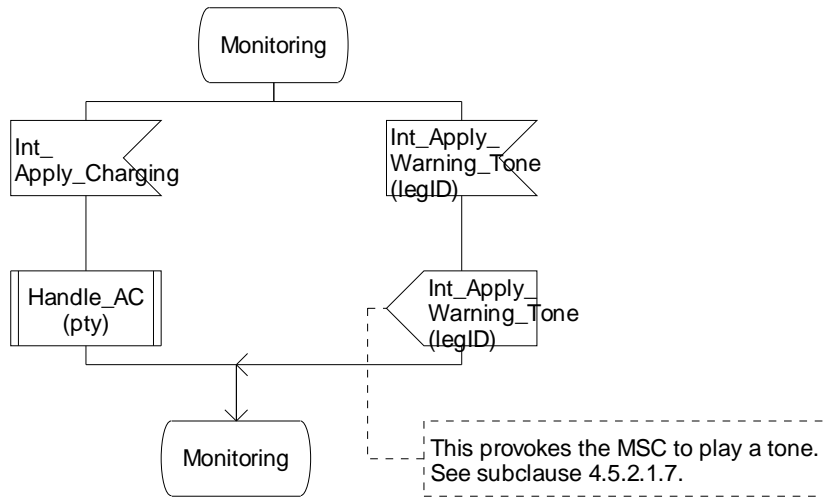 Monitoring
Int_
Apply_Charging
Int_Apply_
Warning_Tone
(legID)
Handle_AC
(pty)
Int_Apply_
Warning_Tone
(legID)
Monitoring
This provokes the MSC to play a tone.
See subclause 4.5.2.1.7.